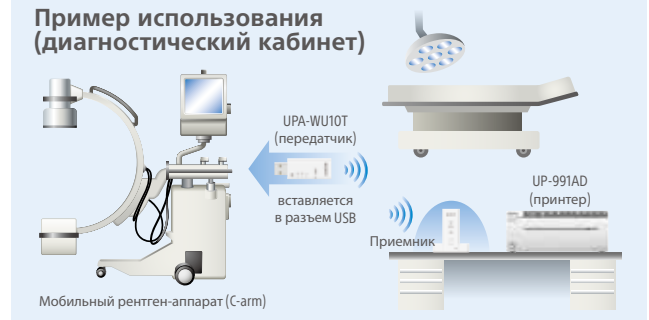 Пример использования
(диагностический кабинет)
UPA-WU10T
(передатчик)
вставляется
в разъем USB
UP-991AD
(принтер)
Приемник
Мобильный рентген-аппарат (C-arm)